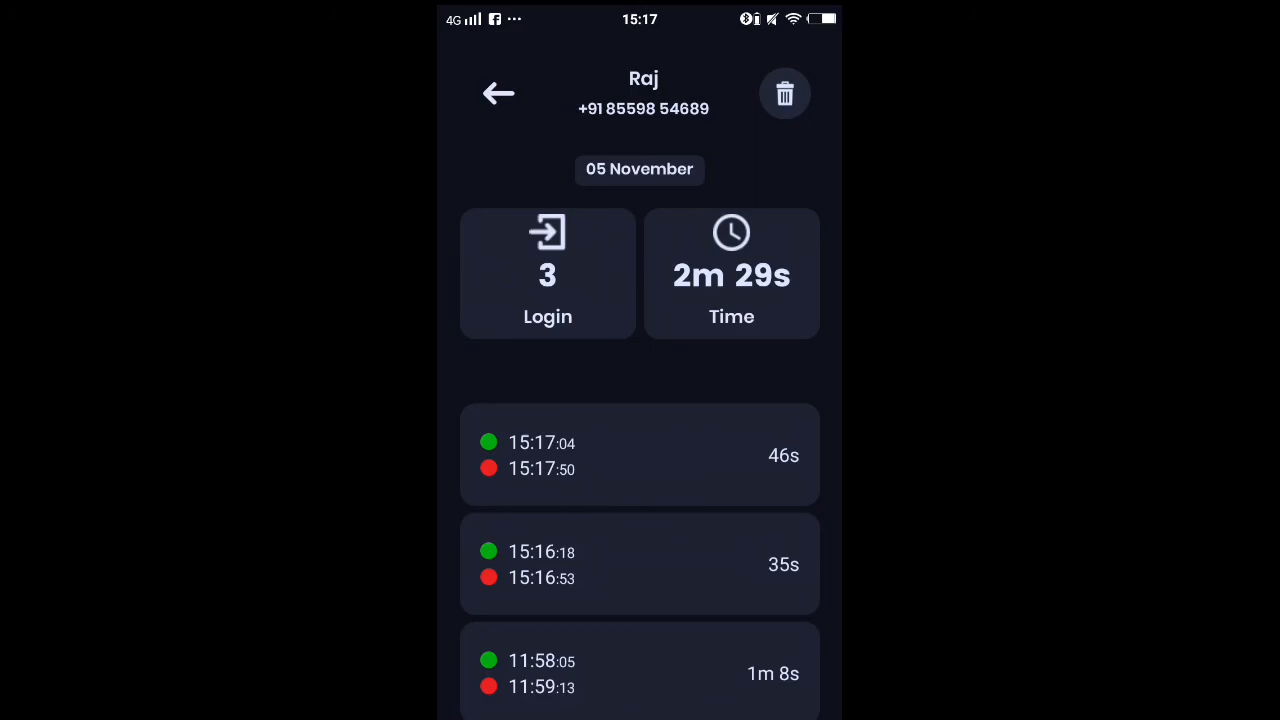 4G 15:17
Raj
+91 85598 54689
05 November
3 2m 29s
Login Time
15:17:04
15:17:50
46s
15:16:18
15:16:53
35s
11:58:05
11:59:13
1m 8s